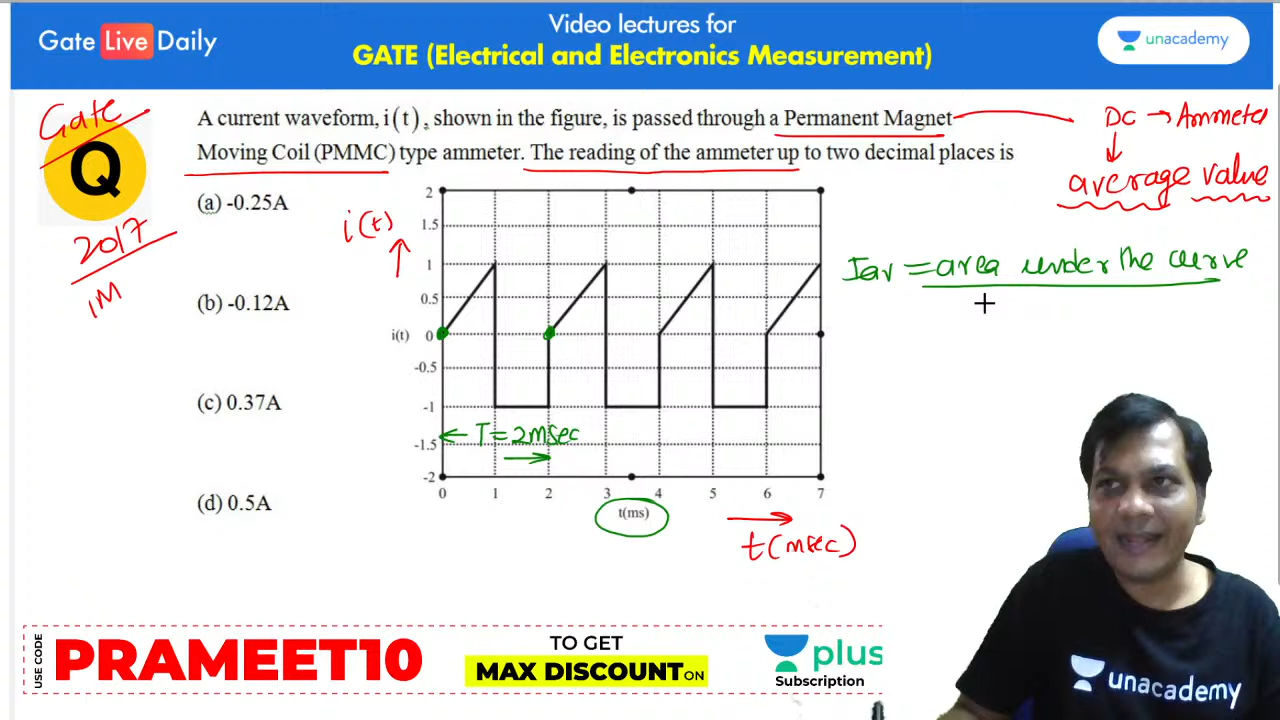 Gate Live Daily
Video lectures for
GATE (Electrical and Electronics Measurement)
unacademy
Gate
Q
2017
1M
A current waveform, i(t), shown in the figure, is passed through a Permanent Magnet
Moving Coil (PMMC) type ammeter. The reading of the ammeter up to two decimal places is
DC → Ammeter
↓
average value
(a) -0.25A
(b) -0.12A
(c) 0.37A
(d) 0.5A
i(t)
↑
2
1.5
1
0.5
i(t) 0
-0.5
-1
-1.5
-2
← T = 2msec
0 1 2 3 4 5 6 7
t(ms)
t(msec)
Iav = area under the curve
USE CODE
PRAMEET10
TO GET
MAX DISCOUNT ON
plus
Subscription
unacademy